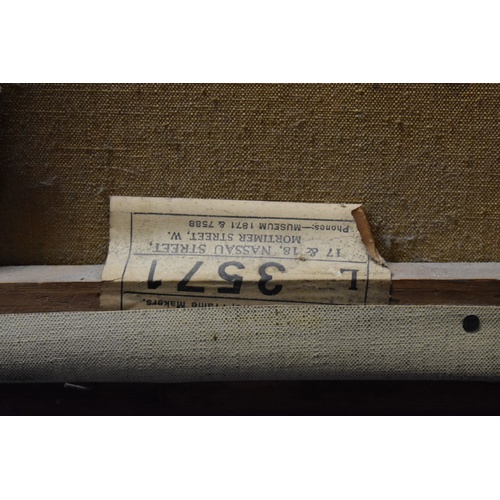 Frame Makers,
L 3571
17 & 18, NASSAU STREET,
MORTIMER STREET, W.
Phones:—MUSEUM 1871 & 7588